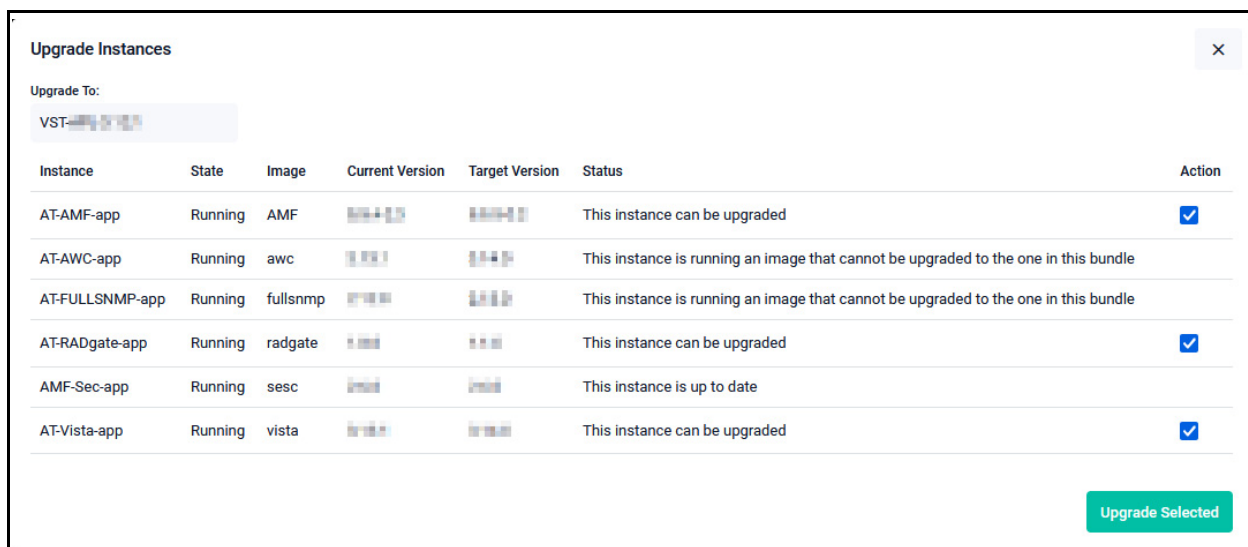 Upgrade Instances
Upgrade To:
VST-
Instance State Image Current Version Target Version Status Action
AT-AMF-app Running AMF This instance can be upgraded
AT-AWC-app Running awc This instance is running an image that cannot be upgraded to the one in this bundle
AT-FULLSNMP-app Running fullsnmp This instance is running an image that cannot be upgraded to the one in this bundle
AT-RADgate-app Running radgate This instance can be upgraded
AMF-Sec-app Running sesc This instance is up to date
AT-Vista-app Running vista This instance can be upgraded
Upgrade Selected